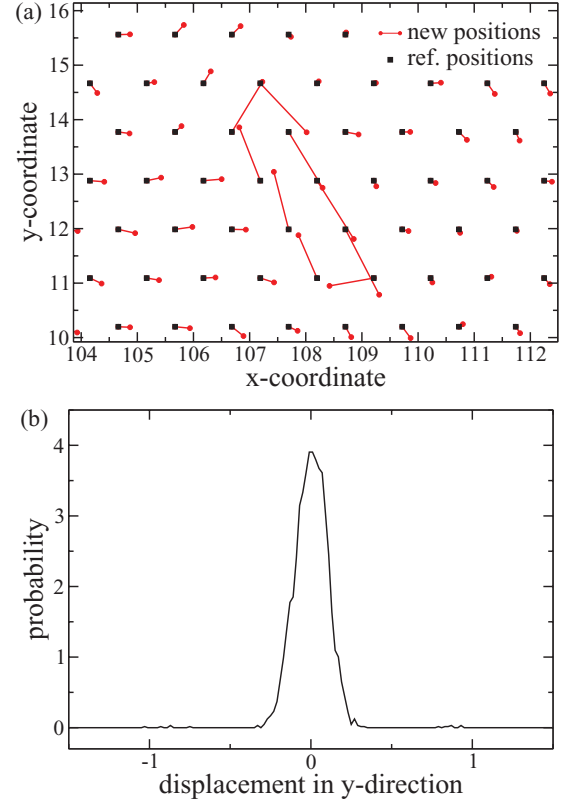 (a)
16
new positions
15
ref. positions
14
y-coordinate
13
12
11
10
104 105 106 107 108 109 110 111 112
x-coordinate
(b)
4
3
probability
2
1
0
-1 0 1
displacement in y-direction